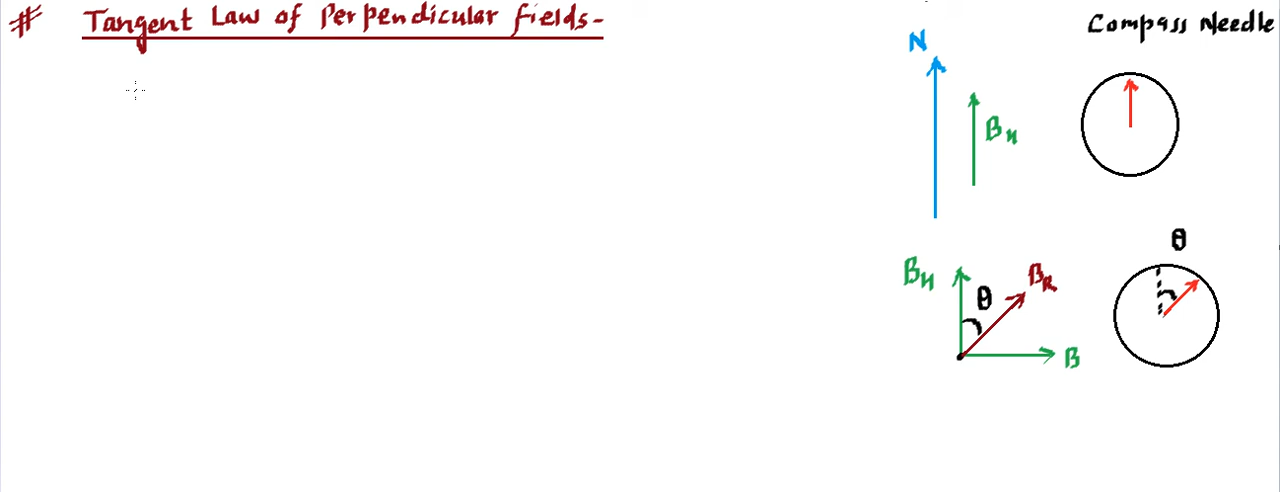 # Tangent Law of Perpendicular fields-
Compass Needle
N
B_H
θ
B_H
θ
B_R
B